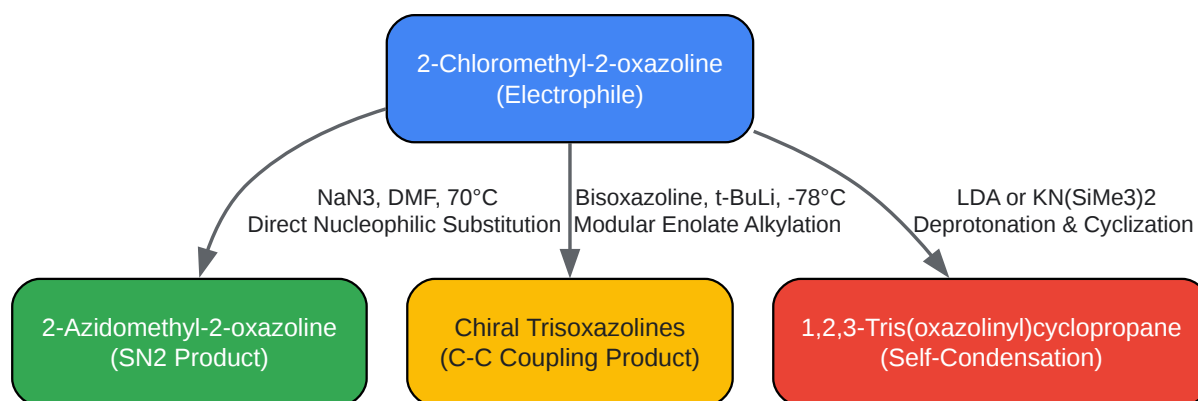 2-Chloromethyl-2-oxazoline
(Electrophile)
NaN3, DMF, 70°C
Direct Nucleophilic Substitution
Bisoxazoline, t-BuLi, -78°C
Modular Enolate Alkylation
LDA or KN(SiMe3)2
Deprotonation & Cyclization
2-Azidomethyl-2-oxazoline
(SN2 Product)
Chiral Trisoxazolines
(C-C Coupling Product)
1,2,3-Tris(oxazolinyl)cyclopropane
(Self-Condensation)